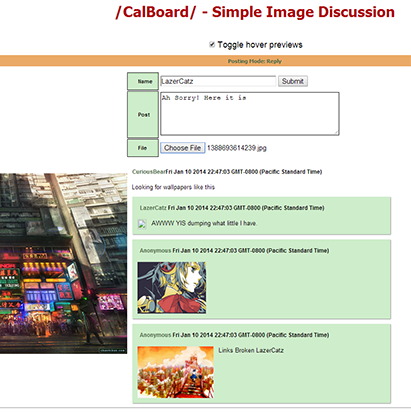 /CalBoard/ - Simple Image Discussion
Toggle hover previews
Posting Mode: Reply
Name
LazerCatz
Submit
Post
Ah Sorry! Here it is
File
Choose File 1388693614239.jpg
CuriousBearFri Jan 10 2014 22:47:03 GMT-0800 (Pacific Standard Time)
Looking for wallpapers like this
LazerCatz Fri Jan 10 2014 22:47:03 GMT-0800 (Pacific Standard Time)
AWWW YIS dumping what little I have.
Anonymous Fri Jan 10 2014 22:47:03 GMT-0800 (Pacific Standard Time)
Anonymous Fri Jan 10 2014 22:47:03 GMT-0800 (Pacific Standard Time)
Links Broken LazerCatz